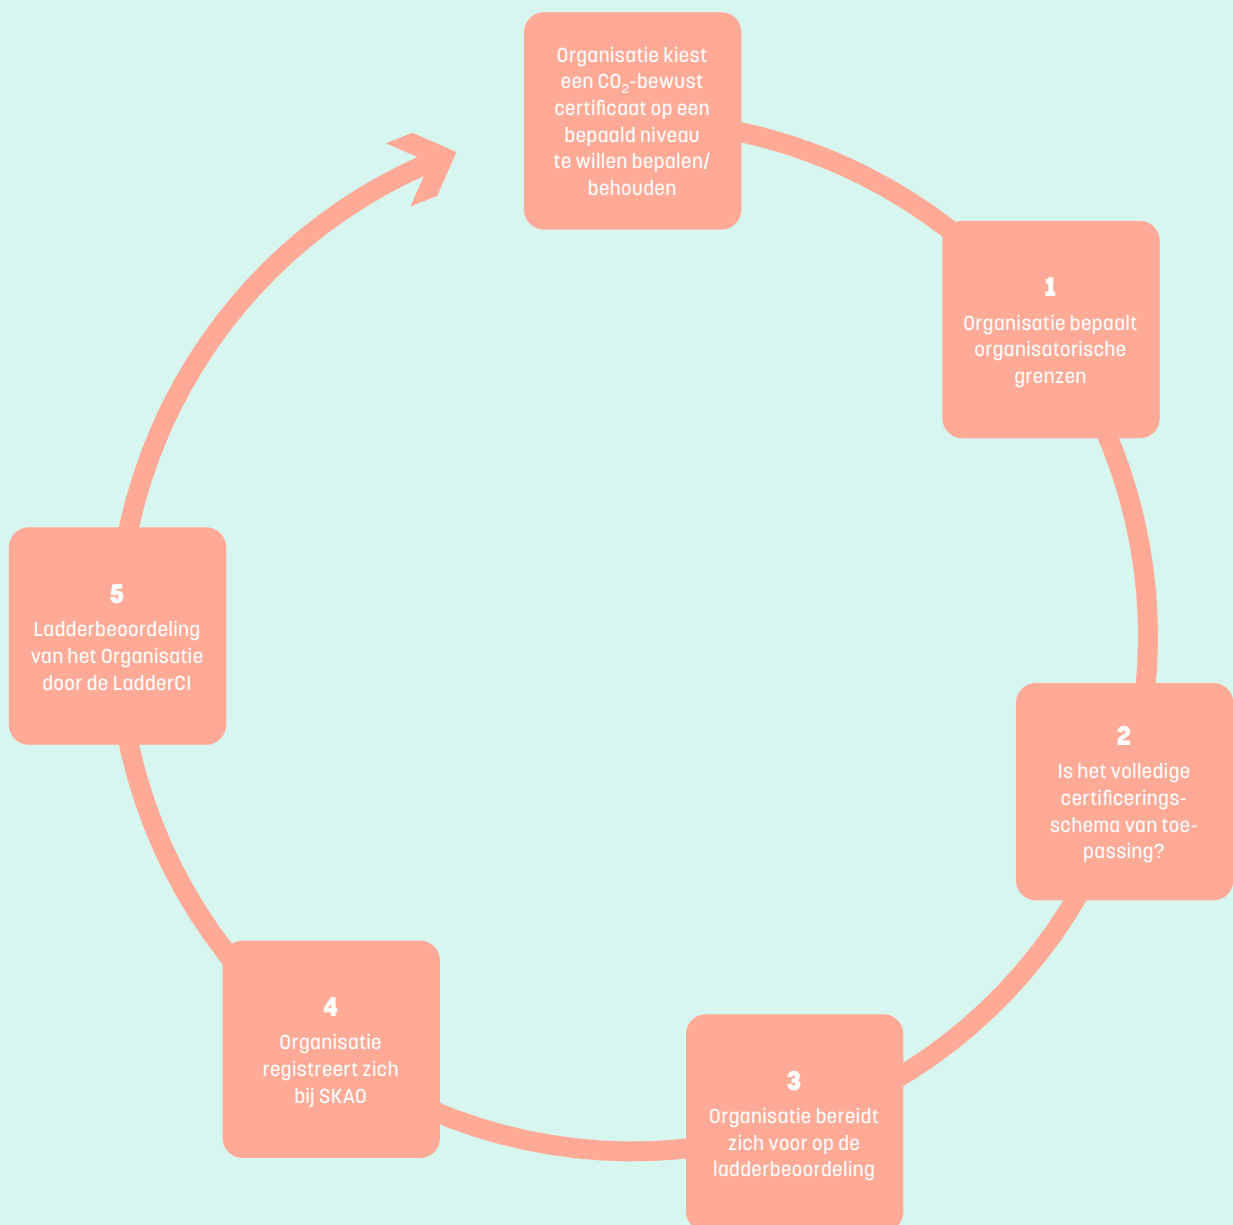 Organisatie kiest
een CO₂-bewust
certificaat op een
bepaald niveau
te willen bepalen/
behouden
1
Organisatie bepaalt
organisatorische
grenzen
2
Is het volledige
certificerings-
schema van toe-
passing?
3
Organisatie bereidt
zich voor op de
ladderbeoordeling
4
Organisatie
registreert zich
bij SKAO
5
Ladderbeoordeling
van het Organisatie
door de LadderCI